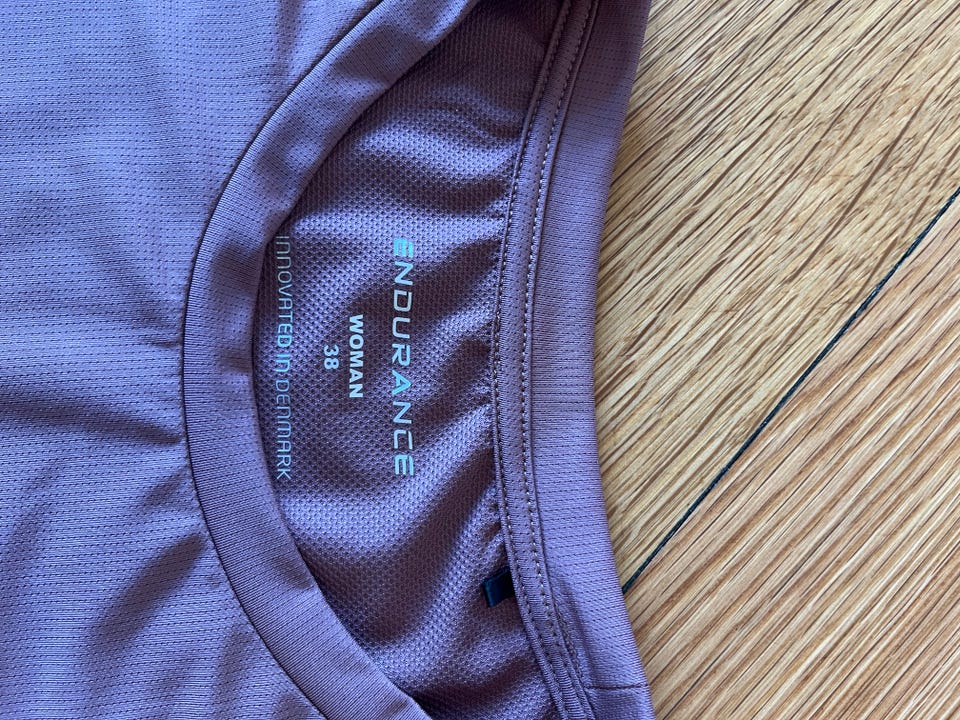 ENDURANCE
WOMAN
38
INNOVATED IN DENMARK